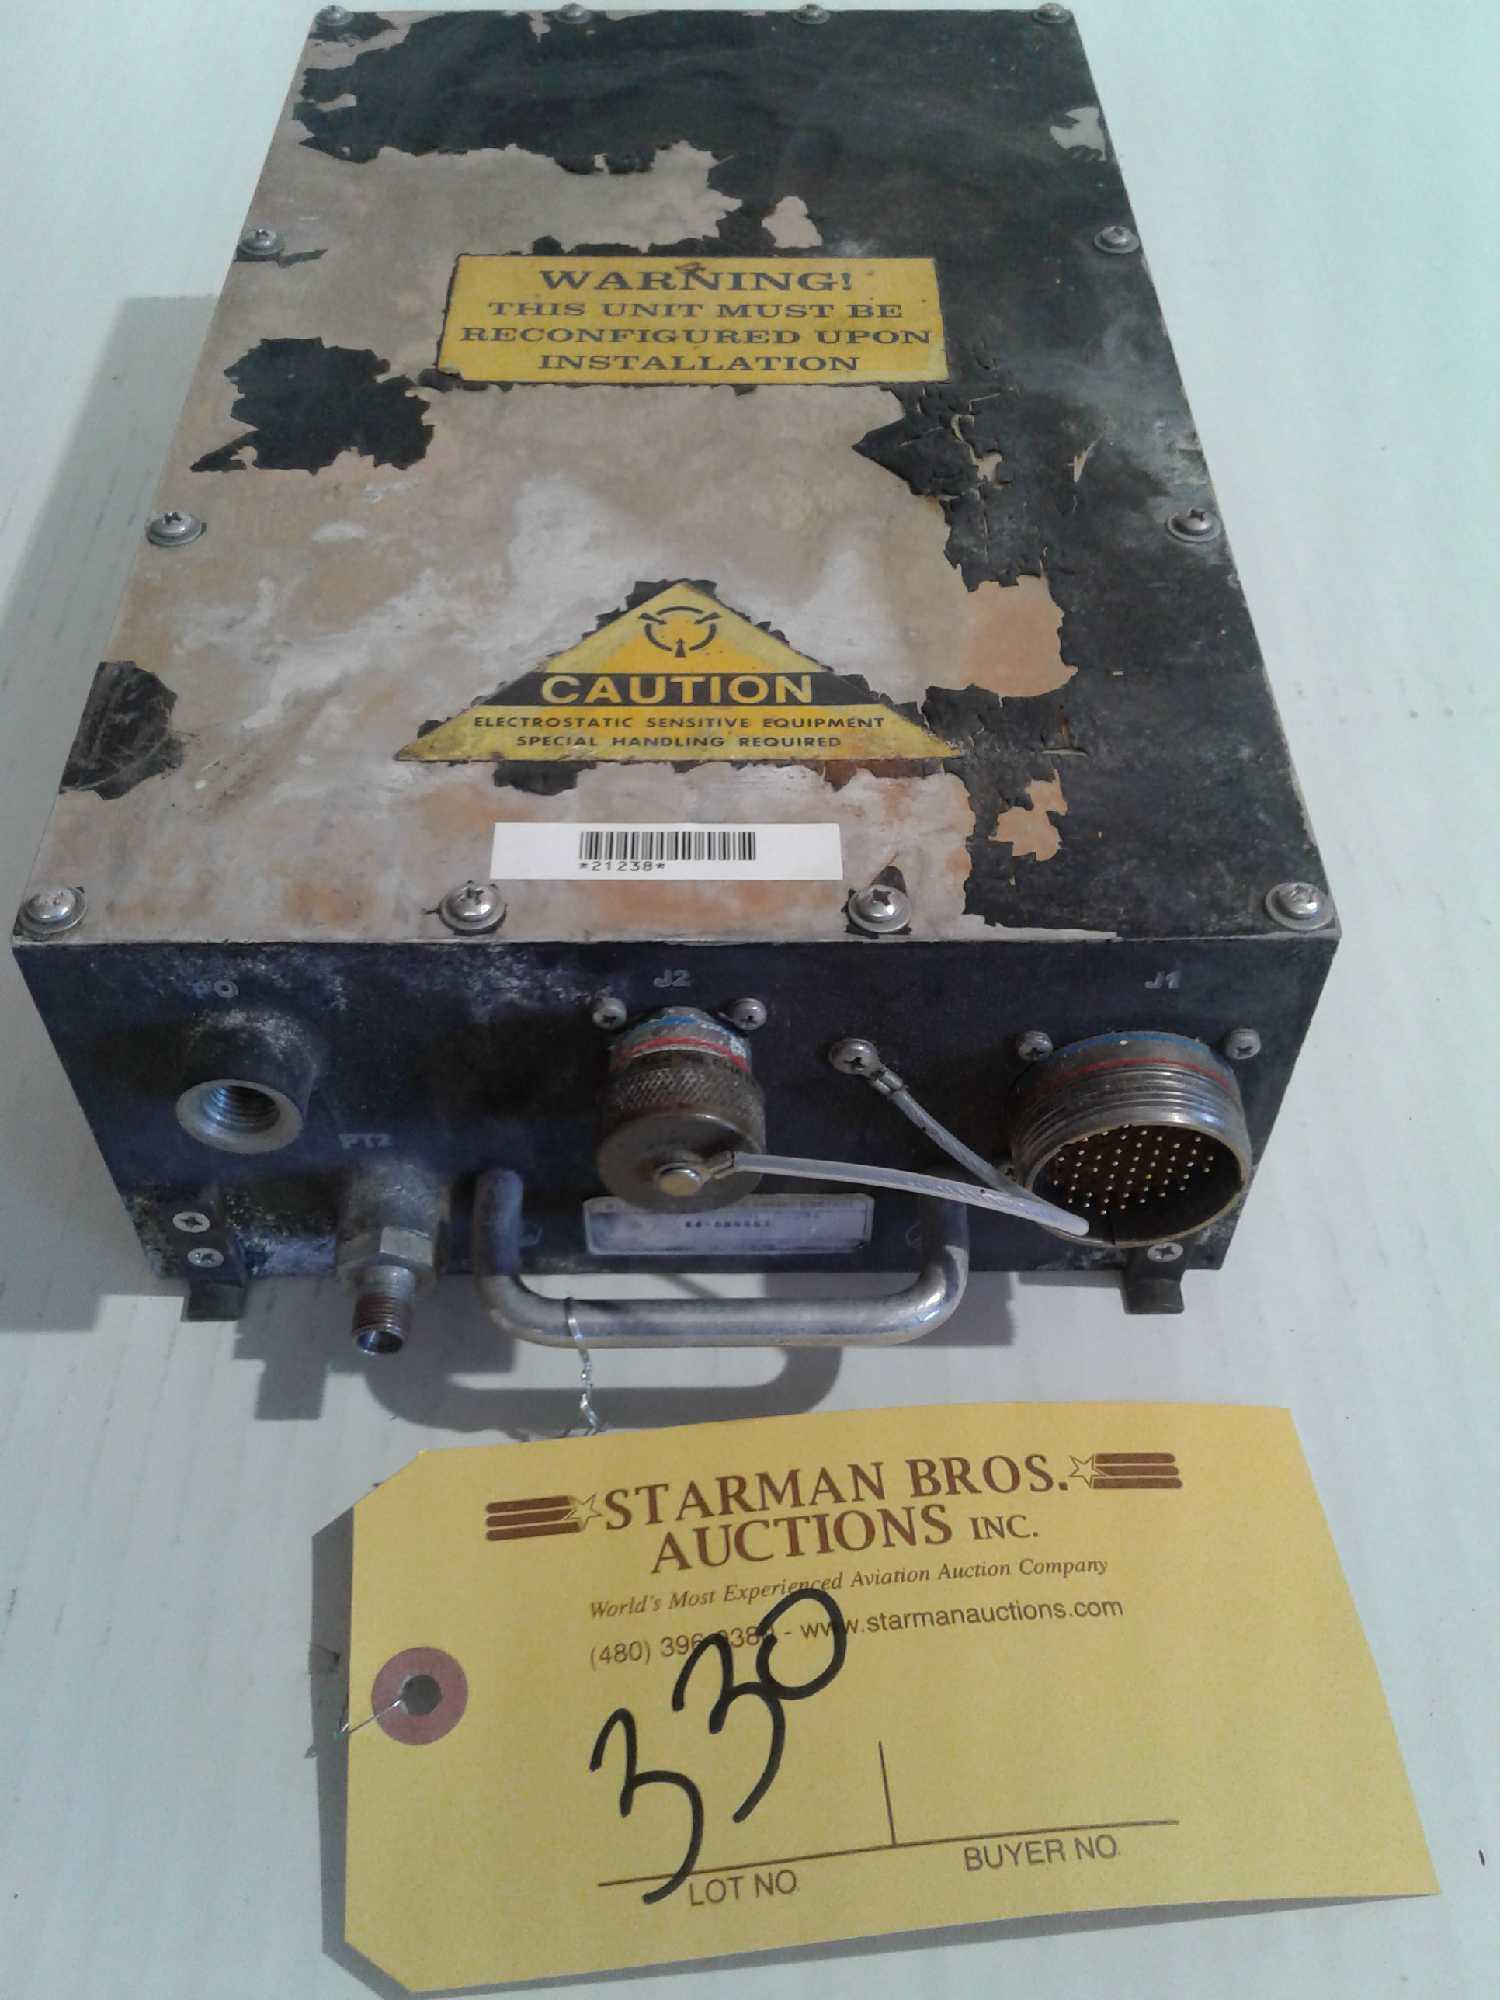 WARNING!
THIS UNIT MUST BE
RECONFIGURED UPON
INSTALLATION
CAUTION
ELECTROSTATIC SENSITIVE EQUIPMENT
SPECIAL HANDLING REQUIRED
*21238*
PO
J2
J1
PT2
STARMAN BROS.
AUCTIONS INC.
World's Most Experienced Aviation Auction Company
(480) 396- - www.starmanauctions.com
330
LOT NO.
BUYER NO.